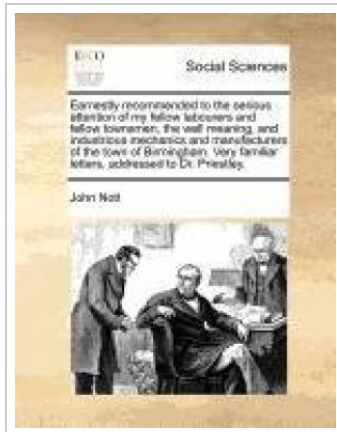 ECCO
Social Sciences
Earnestly recommended to the serious
attention of my fellow labourers and
fellow townsmen, the well meaning, and
industrious mechanics and manufacturers
of the town of Birmingham. Very familiar
letters, addressed to Dr. Priestley.
John Nott